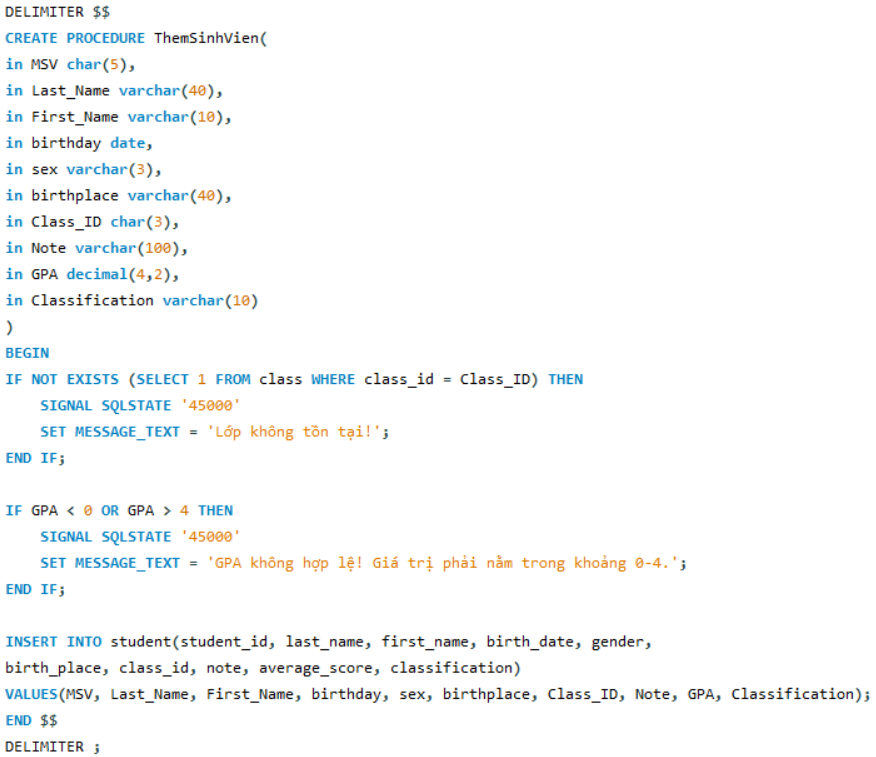 DELIMITER $$
CREATE PROCEDURE ThemSinhVien(
in MSV char(5),
in Last_Name varchar(40),
in First_Name varchar(10),
in birthday date,
in sex varchar(3),
in birthplace varchar(40),
in Class_ID char(3),
in Note varchar(100),
in GPA decimal(4,2),
in Classification varchar(10)
)
BEGIN
IF NOT EXISTS (SELECT 1 FROM class WHERE class_id = Class_ID) THEN
    SIGNAL SQLSTATE '45000'
    SET MESSAGE_TEXT = 'Lớp không tồn tại!';
END IF;

IF GPA < 0 OR GPA > 4 THEN
    SIGNAL SQLSTATE '45000'
    SET MESSAGE_TEXT = 'GPA không hợp lệ! Giá trị phải nằm trong khoảng 0-4.';
END IF;

INSERT INTO student(student_id, last_name, first_name, birth_date, gender,
birth_place, class_id, note, average_score, classification)
VALUES(MSV, Last_Name, First_Name, birthday, sex, birthplace, Class_ID, Note, GPA, Classification);
END $$
DELIMITER ;